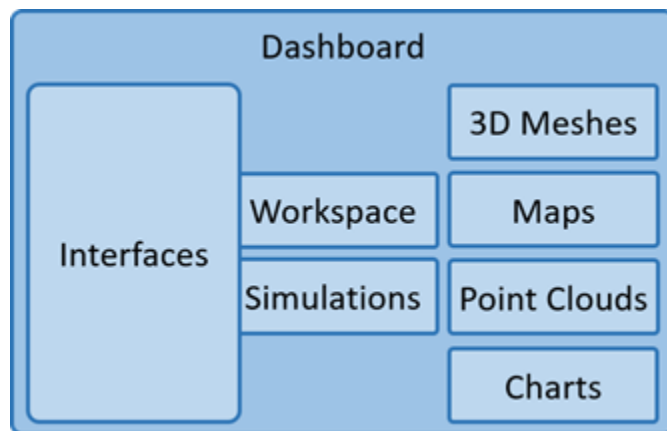 Dashboard
3D Meshes
Workspace
Maps
Interfaces
Simulations
Point Clouds
Charts